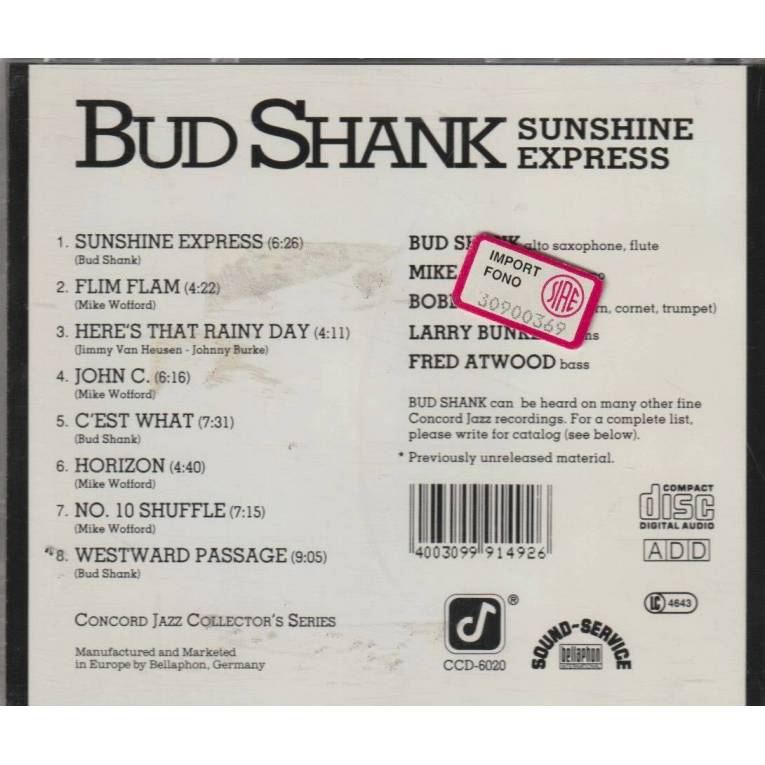 BUD SHANK SUNSHINE EXPRESS
1. SUNSHINE EXPRESS (6:26)
(Bud Shank)
2. FLIM FLAM (4:22)
(Mike Wofford)
3. HERE'S THAT RAINY DAY (4:11)
(Jimmy Van Heusen - Johnny Burke)
4. JOHN C. (6:16)
(Mike Wofford)
5. C'EST WHAT (7:31)
(Bud Shank)
6. HORIZON (4:40)
(Mike Wofford)
7. NO. 10 SHUFFLE (7:15)
(Mike Wofford)
*8. WESTWARD PASSAGE (9:05)
(Bud Shank)
CONCORD JAZZ COLLECTOR'S SERIES
Manufactured and Marketed
in Europe by Bellaphon, Germany
BUD alto saxophone, flute
MIKE
cornet, trumpet)
LARRY
FRED ATWOOD bass
IMPORT
FONO
SIAE
30900369
BUD SHANK can be heard on many other fine
Concord Jazz recordings. For a complete list,
please write for catalog (see below).
* Previously unreleased material.
4003099 914926
COMPACT
disc
DIGITAL AUDIO
ADD
LC 4643
®
CCD-6020
SOUND-SERVICE
bellaphon